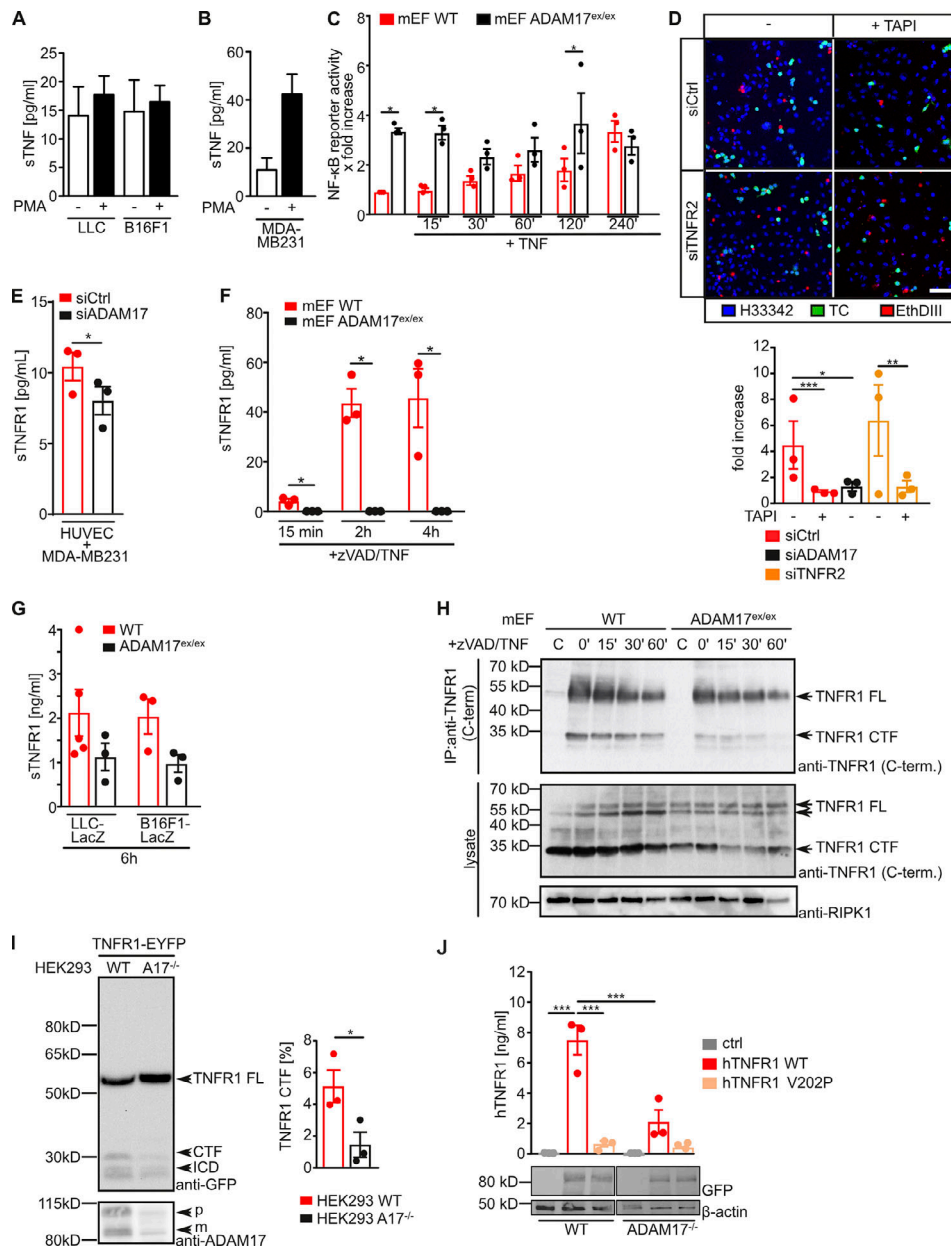 A
sTNF [pg/ml]
25
20
15
10
5
0
PMA
- + - +
LLC B16F1
B
sTNF [pg/ml]
60
40
20
0
PMA
- +
MDA-
MB231
C
mEF WT mEF ADAM17ex/ex
NF-κB reporter activity
x fold increase
6
4
2
0
* * *
15' 30' 60' 120' 240'
+ TNF
D
- + TAPI
siCtrl
siTNFR2
H33342 TC EthDIII
fold increase
12
10
8
6
4
2
0
*** * **
TAPI - + - - +
siCtrl
siADAM17
siTNFR2
E
siCtrl
siADAM17
sTNFR1 [pg/mL]
15
10
5
0
*
HUVEC
+
MDA-MB231
F
mEF WT
mEF ADAM17ex/ex
sTNFR1 [pg/ml]
80
60
40
20
0
* * *
15 min 2h 4h
+zVAD/TNF
G
WT
ADAM17ex/ex
sTNFR1 [ng/ml]
5
4
3
2
1
0
LLC- B16F1-
LacZ LacZ
6h
H
mEF WT ADAM17ex/ex
+zVAD/TNF C 0' 15' 30' 60' C 0' 15' 30' 60'
IP:anti-TNFR1
(C-term)
70 kD
55 kD
40 kD
35 kD
TNFR1 FL
TNFR1 CTF
anti-TNFR1 (C-term.)
lysate
70 kD
55 kD
40 kD
35 kD
TNFR1 FL
TNFR1 CTF
anti-TNFR1 (C-term.)
70 kD
anti-RIPK1
I
TNFR1-EYFP
HEK293 WT A17-/-
80kD
65kD
50kD
30kD
TNFR1 FL
CTF
ICD
anti-GFP
115kD
80kD
p
m
anti-ADAM17
TNFR1 CTF [%]
8
6
4
2
0
*
HEK293 WT
HEK293 A17-/-
J
hTNFR1 [ng/ml]
12
10
8
6
4
2
0
*** *** ***
ctrl
hTNFR1 WT
hTNFR1 V202P
80 kD
50 kD
GFP
β-actin
WT ADAM17-/-